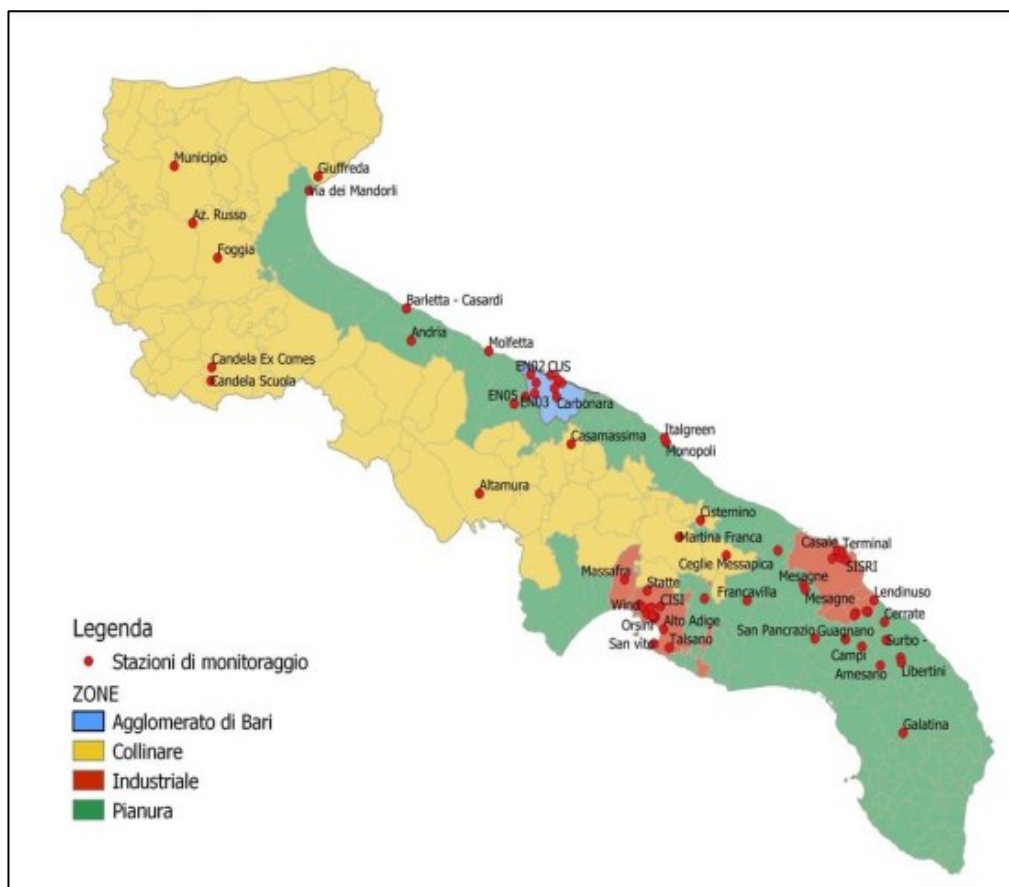 Municipio
Giuffreda
Via dei Mandorli
Az. Russo
Foggia
Barletta - Casardi
Andria
Molfetta
Candela Ex Comes
Candela Scuola
EN02 CUS
EN05 EN03 Carbonara
Casamassima
Italgreen
Monopoli
Altamura
Cisternino
Martina Franca
Casale Terminal
Ceglie Messapica
SISRI
Massafra
Statte
Mesagne
Francavilla
Mesagne
Lendinuso
Wind CISI
Orsini Alto Adige
Cerrate
San vito Talsano
San Pancrazio Guagnano Surbo -
Campi
Arnesano Libertini
Galatina
Legenda
Stazioni di monitoraggio
ZONE
Agglomerato di Bari
Collinare
Industriale
Pianura